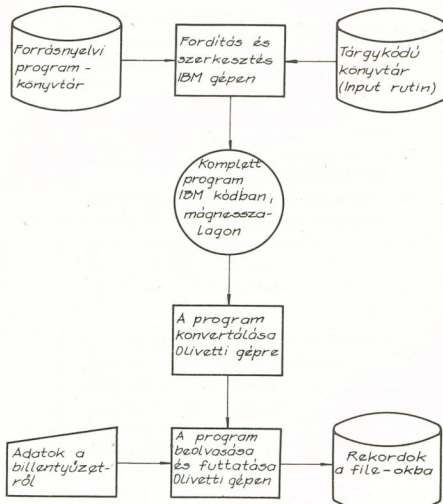 Forrásnyelvi
program -
könyvtár
Fordítás és
szerkesztés
IBM gépen
Tárgykódú
könyvtár
(Input rutin)
Komplett
program
IBM kódban,
mágnessza-
lagon
A program
konvertálása
Olivetti gépre
Adatok a
billentyűzet-
ről
A program
beolvasása
és futtatása
Olivetti gépen
Rekordok
a file-okba